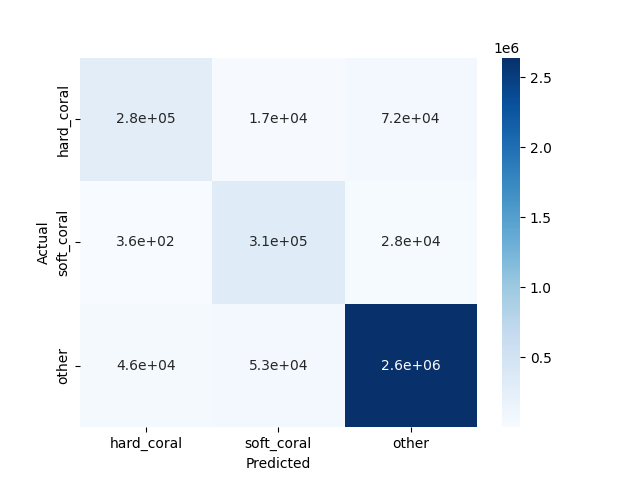 1e6
hard_coral
2.8e+05 1.7e+04 7.2e+04
2.5
2.0
Actual
soft_coral
3.6e+02 3.1e+05 2.8e+04
1.5
1.0
other
4.6e+04 5.3e+04 2.6e+06
0.5
hard_coral soft_coral other
Predicted